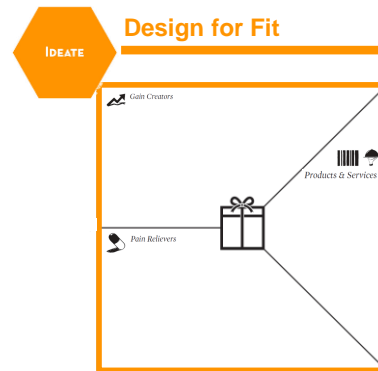 Design for Fit
IDEATE
Gain Creators
Products & Services
Pain Relievers